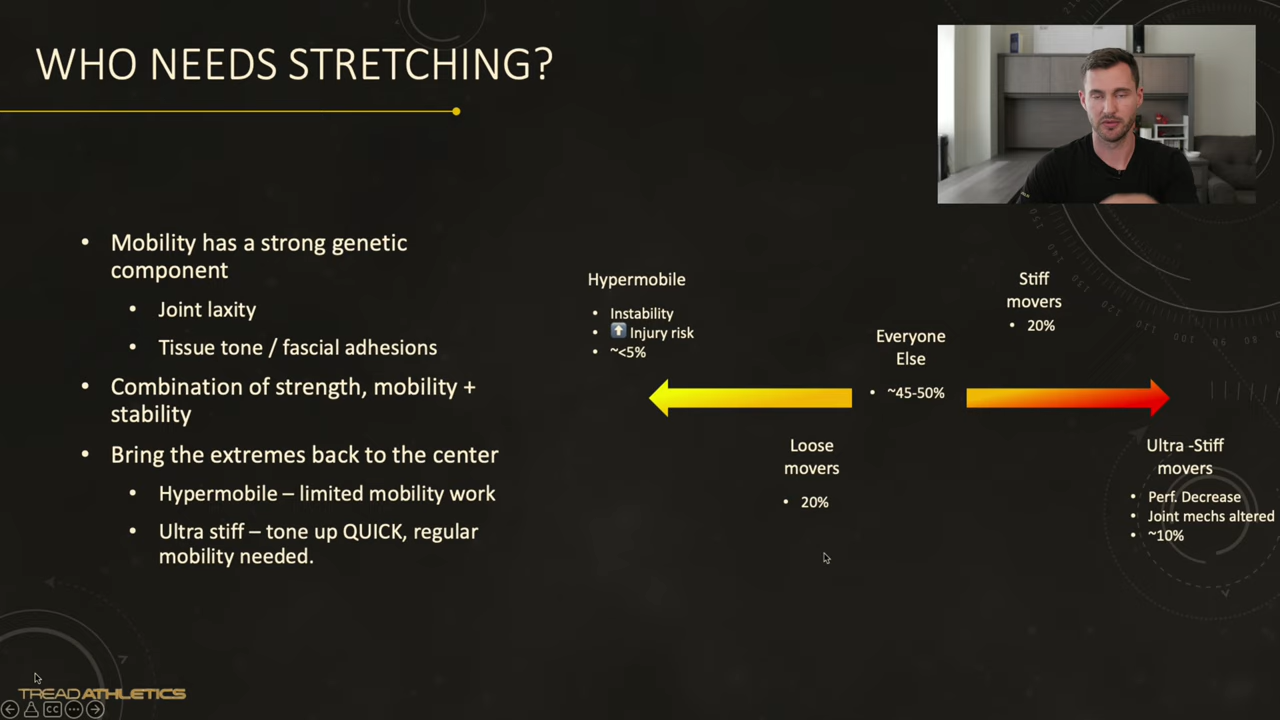 WHO NEEDS STRETCHING?
• Mobility has a strong genetic
component
• Joint laxity
• Tissue tone / fascial adhesions
• Combination of strength, mobility +
stability
• Bring the extremes back to the center
• Hypermobile – limited mobility work
• Ultra stiff – tone up QUICK, regular
mobility needed.
Hypermobile
• Instability
• ⬆ Injury risk
• ~<5%
Loose
movers
• 20%
Everyone
Else
• ~45-50%
Stiff
movers
• 20%
Ultra -Stiff
movers
• Perf. Decrease
• Joint mechs altered
• ~10%
TREADATHLETICS
CC